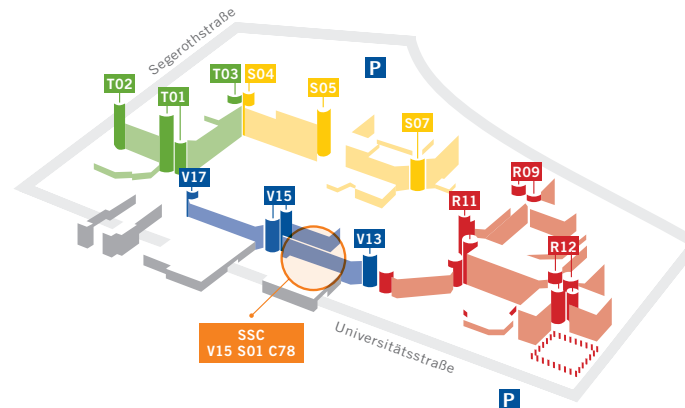 Segerothstraße
P
T02
T01
T03
S04
S05
S07
V17
V15
V13
R11
R09
R12
SSC
V15 S01 C78
Universitätsstraße
P